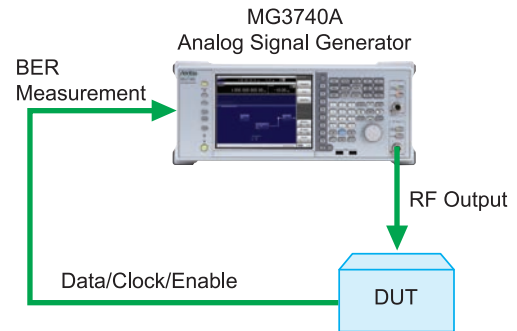 MG3740A
Analog Signal Generator
BER
Measurement
RF Output
Data/Clock/Enable
DUT